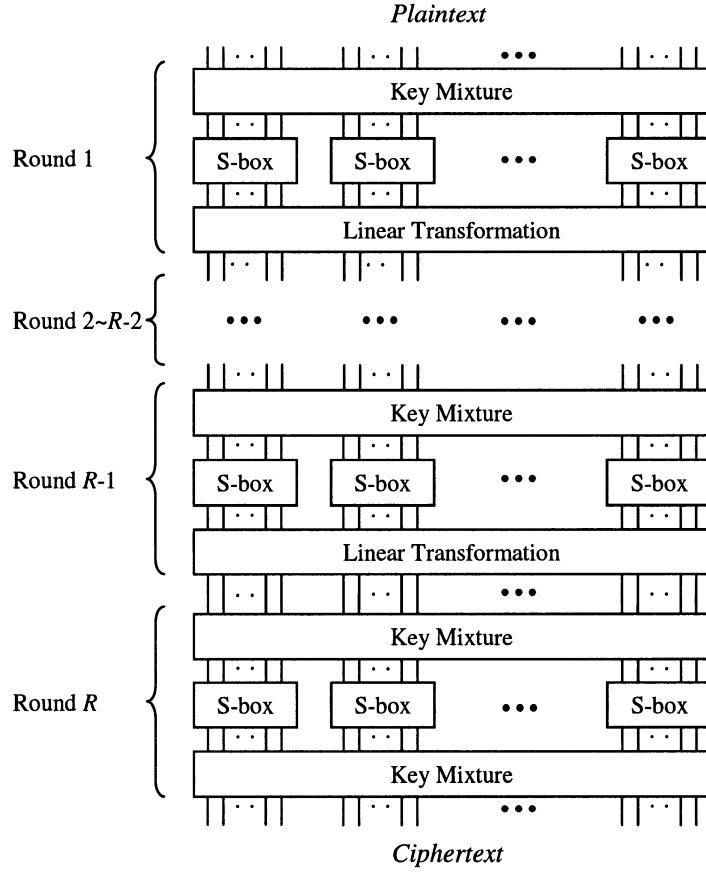 Plaintext
Key Mixture
Round 1
S-box S-box ••• S-box
Linear Transformation
Round 2~R-2 ••• ••• ••• •••
Key Mixture
Round R-1
S-box S-box ••• S-box
Linear Transformation
Key Mixture
Round R
S-box S-box ••• S-box
Key Mixture
Ciphertext